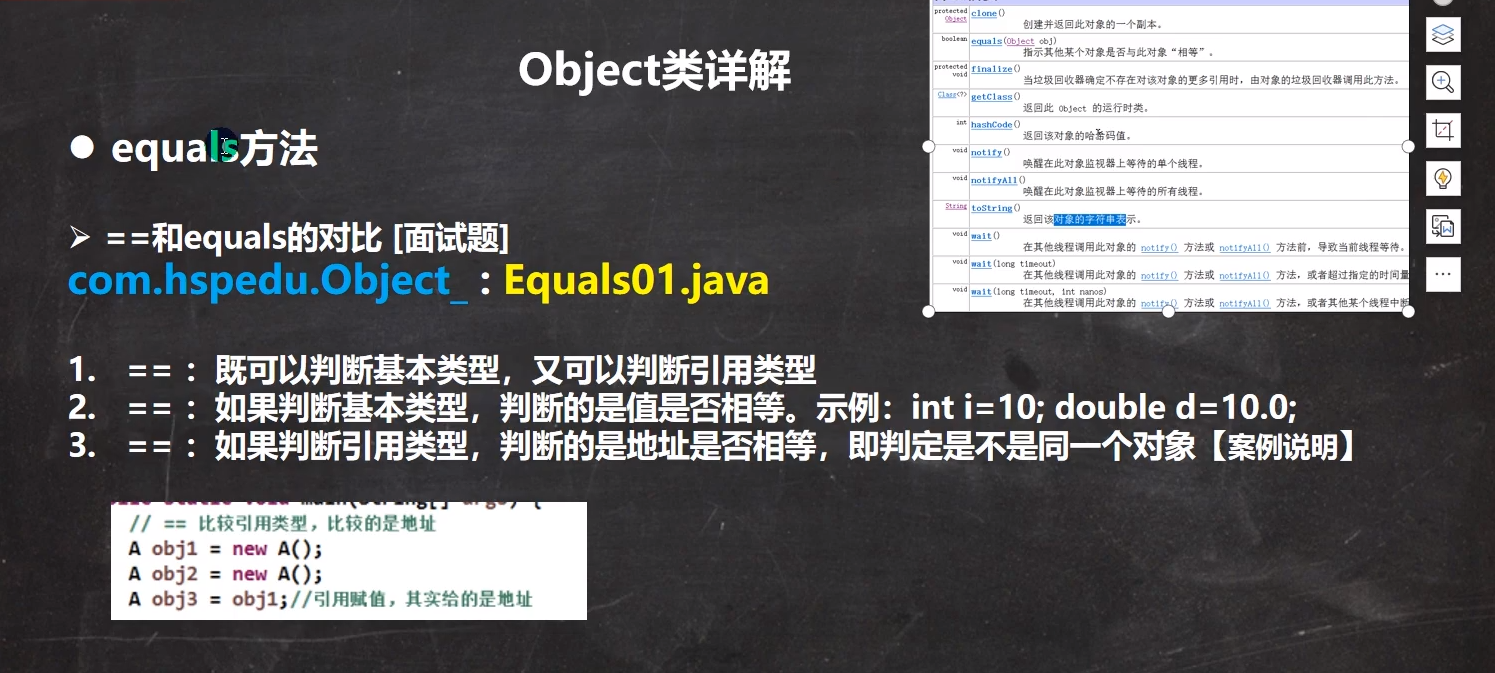 Object类详解
equals方法
==和equals的对比 [面试题]
com.hspedu.Object_ : Equals01.java
1. == : 既可以判断基本类型，又可以判断引用类型
2. == : 如果判断基本类型，判断的是值是否相等。示例：int i=10; double d=10.0;
3. == : 如果判断引用类型，判断的是地址是否相等，即判定是不是同一个对象【案例说明】
// == 比较引用类型，比较的是地址
A obj1 = new A();
A obj2 = new A();
A obj3 = obj1;//引用赋值，其实给的是地址
protected Object clone()
创建并返回此对象的一个副本。
boolean equals(Object obj)
指示其他某个对象是否与此对象“相等”。
protected void finalize()
当垃圾回收器确定不存在对该对象的更多引用时，由对象的垃圾回收器调用此方法。
Class<?> getClass()
返回此 Object 的运行时类。
int hashCode()
返回该对象的哈希码值。
void notify()
唤醒在此对象监视器上等待的单个线程。
void notifyAll()
唤醒在此对象监视器上等待的所有线程。
String toString()
返回该对象的字符串表示。
void wait()
在其他线程调用此对象的 notify() 方法或 notifyAll() 方法前，导致当前线程等待。
void wait(long timeout)
在其他线程调用此对象的 notify() 方法或 notifyAll() 方法，或者超过指定的时间量
void wait(long timeout, int nanos)
在其他线程调用此对象的 notify() 方法或 notifyAll() 方法，或者其他某个线程中断